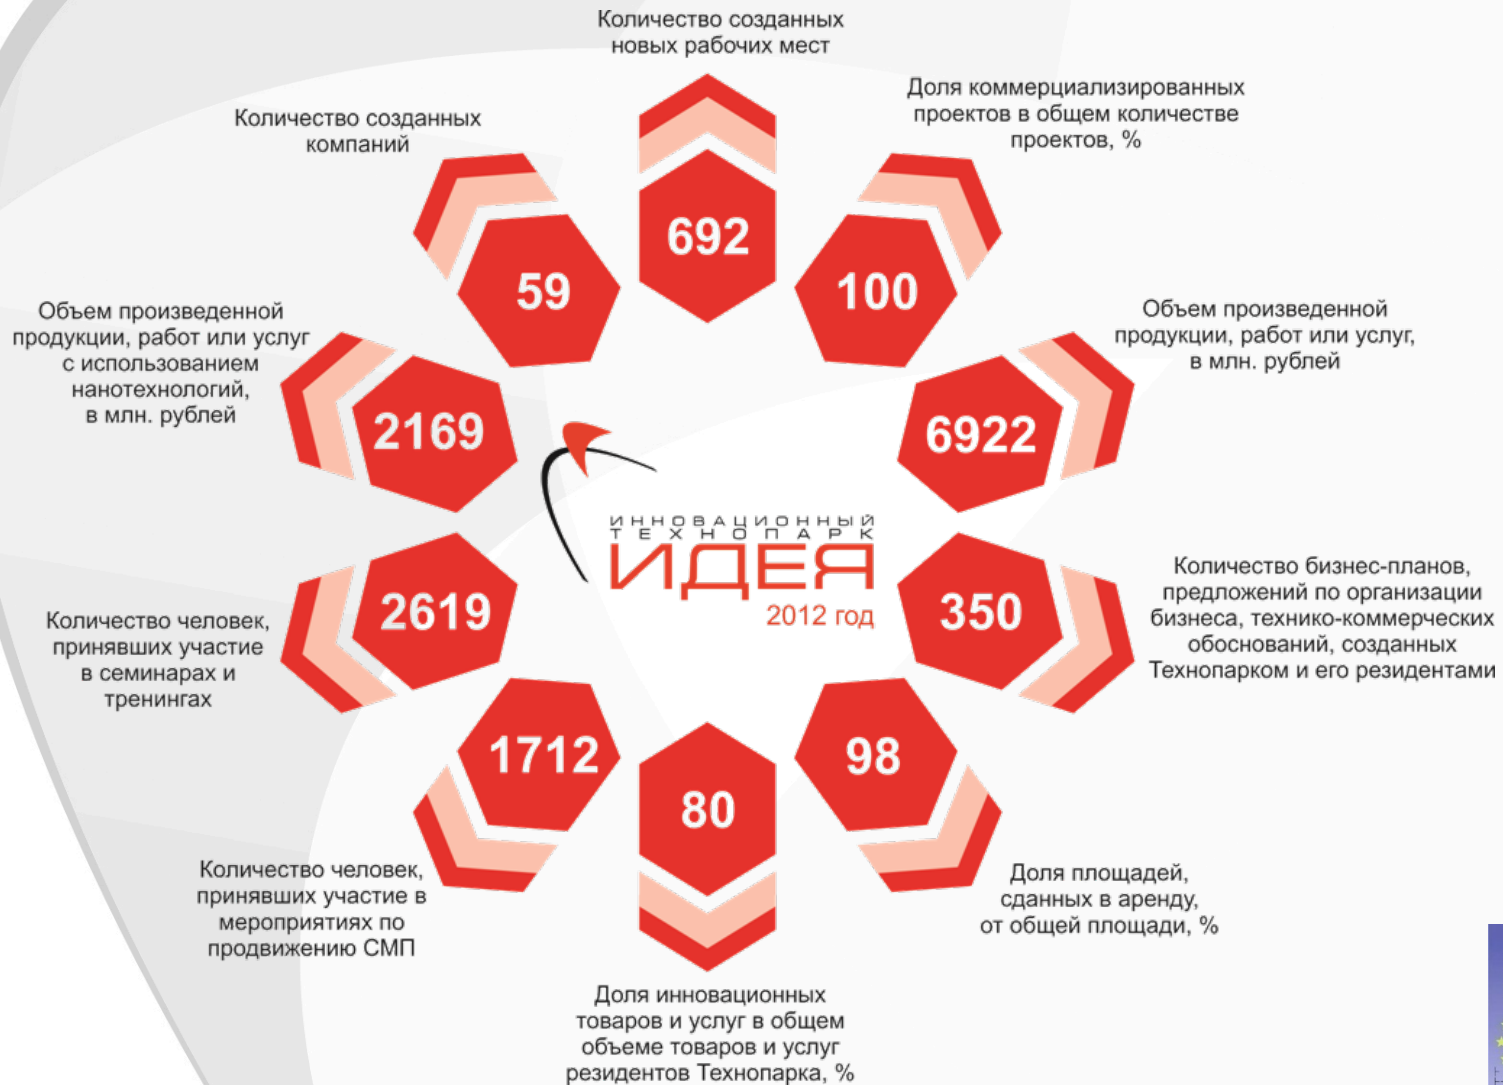 Количество созданных
новых рабочих мест
692
Доля коммерциализированных
проектов в общем количестве
проектов, %
100
Объем произведенной
продукции, работ или услуг,
в млн. рублей
6922
Количество бизнес-планов,
предложений по организации
бизнеса, технико-коммерческих
обоснований, созданных
Технопарком и его резидентами
350
Доля площадей,
сданных в аренду,
от общей площади, %
98
Доля инновационных
товаров и услуг в общем
объеме товаров и услуг
резидентов Технопарка, %
80
Количество человек,
принявших участие в
мероприятиях по
продвижению СМП
1712
Количество человек,
принявших участие
в семинарах и
тренингах
2619
Объем произведенной
продукции, работ или услуг
с использованием
нанотехнологий,
в млн. рублей
2169
Количество созданных
компаний
59
ИННОВАЦИОННЫЙ
ТЕХНОПАРК
ИДЕЯ
2012 год